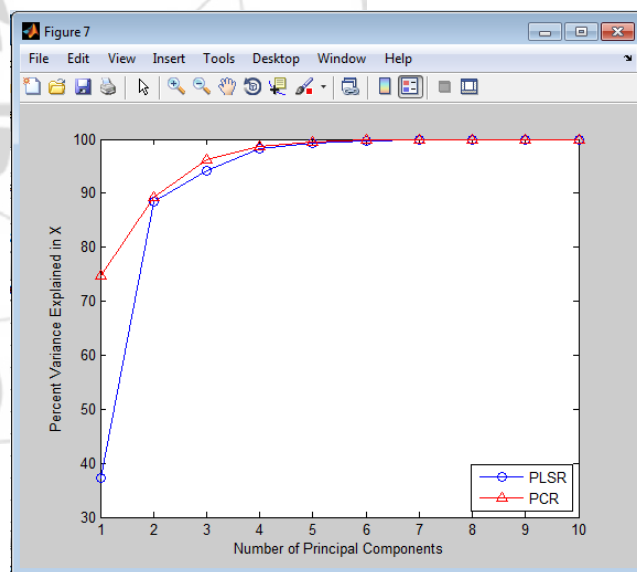 Figure 7
File Edit View Insert Tools Desktop Window Help
100
90
80
70
60
50
40
30
Percent Variance Explained in X
PLSR
PCR
1 2 3 4 5 6 7 8 9 10
Number of Principal Components